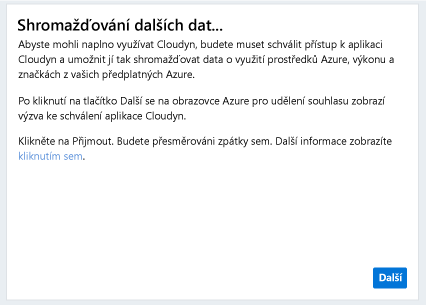 Shromažďování dalších dat...
Abyste mohli naplno využívat Cloudyn, budete muset schválit přístup k aplikaci
Cloudyn a umožnit jí tak shromažďovat data o využití prostředků Azure, výkonu a
značkách z vašich předplatných Azure.
Po kliknutí na tlačítko Další se na obrazovce Azure pro udělení souhlasu zobrazí
výzva ke schválení aplikace Cloudyn.
Klikněte na Přijmout. Budete přesměrováni zpátky sem. Další informace zobrazíte
kliknutím sem.
Další